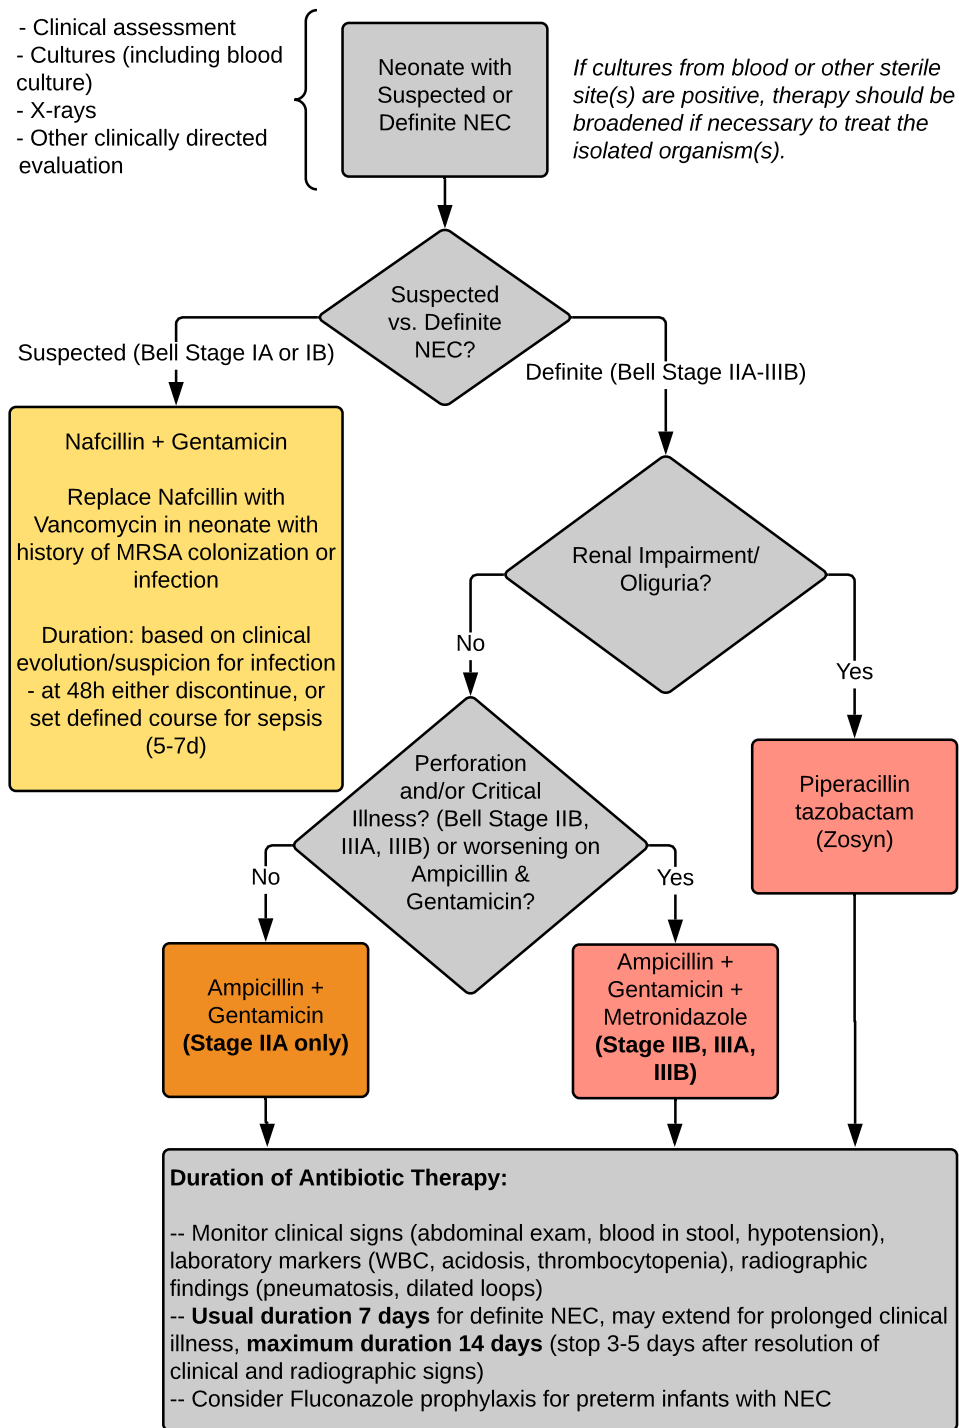 - Clinical assessment
- Cultures (including blood
culture)
- X-rays
- Other clinically directed
evaluation
Neonate with
Suspected or
Definite NEC
If cultures from blood or other sterile
site(s) are positive, therapy should be
broadened if necessary to treat the
isolated organism(s).
Suspected
vs. Definite
NEC?
Suspected (Bell Stage IA or IB)
Definite (Bell Stage IIA-IIIB)
Nafcillin + Gentamicin
Replace Nafcillin with
Vancomycin in neonate with
history of MRSA colonization or
infection
Duration: based on clinical
evolution/suspicion for infection
- at 48h either discontinue, or
set defined course for sepsis
(5-7d)
Renal Impairment/
Oliguria?
No
Yes
Perforation
and/or Critical
Illness? (Bell Stage IIB,
IIIA, IIIB) or worsening on
Ampicillin &
Gentamicin?
Piperacillin
tazobactam
(Zosyn)
No
Yes
Ampicillin +
Gentamicin
(Stage IIA only)
Ampicillin +
Gentamicin +
Metronidazole
(Stage IIB, IIIA,
IIIB)
Duration of Antibiotic Therapy:
-- Monitor clinical signs (abdominal exam, blood in stool, hypotension),
laboratory markers (WBC, acidosis, thrombocytopenia), radiographic
findings (pneumatosis, dilated loops)
-- Usual duration 7 days for definite NEC, may extend for prolonged clinical
illness, maximum duration 14 days (stop 3-5 days after resolution of
clinical and radiographic signs)
-- Consider Fluconazole prophylaxis for preterm infants with NEC